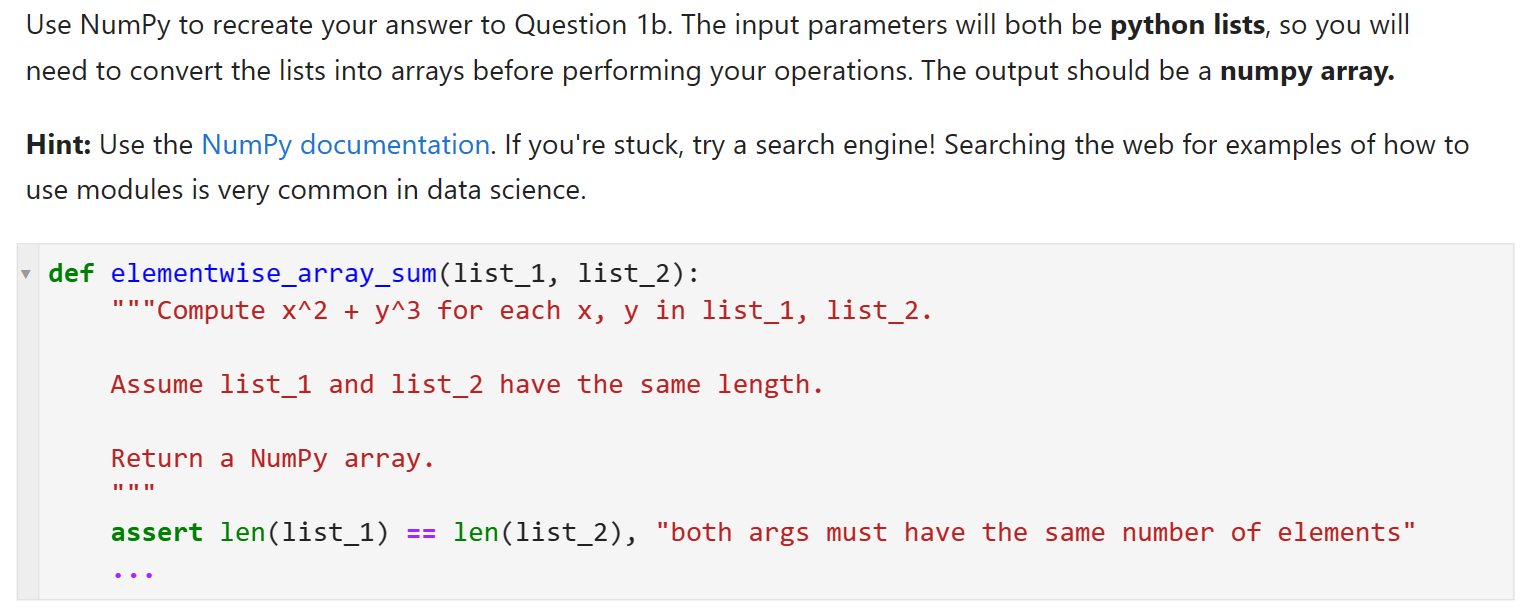 Use NumPy to recreate your answer to Question 1b. The input parameters will both be python lists, so you will
need to convert the lists into arrays before performing your operations. The output should be a numpy array.
Hint: Use the NumPy documentation. If you're stuck, try a search engine! Searching the web for examples of how to
use modules is very common in data science.
def elementwise_array_sum(list_1, list_2):
    """Compute x^2 + y^3 for each x, y in list_1, list_2.
    Assume list_1 and list_2 have the same length.
    Return a NumPy array.
    """
    assert len(list_1) == len(list_2), "both args must have the same number of elements"
    ...